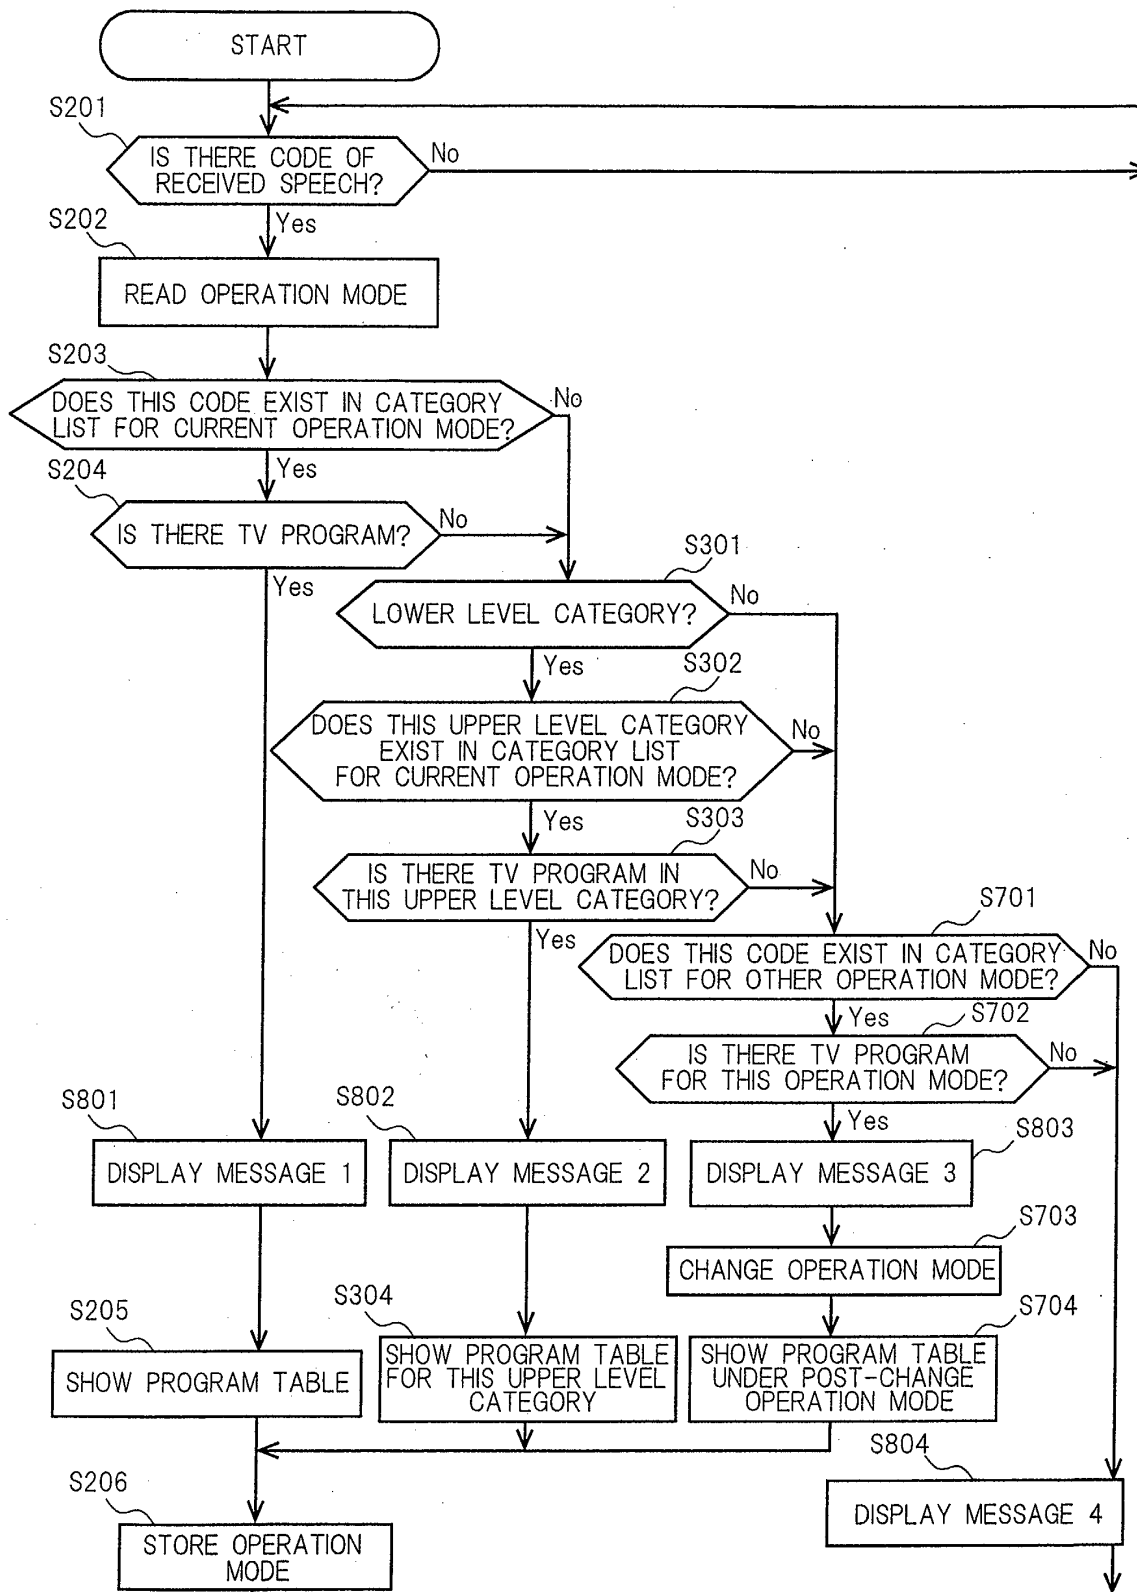 START
S201
IS THERE CODE OF
RECEIVED SPEECH?
No
Yes
S202
READ OPERATION MODE
S203
DOES THIS CODE EXIST IN CATEGORY
LIST FOR CURRENT OPERATION MODE?
No
Yes
S204
IS THERE TV PROGRAM?
No
Yes
S301
LOWER LEVEL CATEGORY?
No
Yes
S302
DOES THIS UPPER LEVEL CATEGORY
EXIST IN CATEGORY LIST
FOR CURRENT OPERATION MODE?
No
Yes
S303
IS THERE TV PROGRAM IN
THIS UPPER LEVEL CATEGORY?
No
Yes
S701
DOES THIS CODE EXIST IN CATEGORY
LIST FOR OTHER OPERATION MODE?
No
Yes
S702
IS THERE TV PROGRAM
FOR THIS OPERATION MODE?
No
Yes
S801
DISPLAY MESSAGE 1
S802
DISPLAY MESSAGE 2
S803
DISPLAY MESSAGE 3
S703
CHANGE OPERATION MODE
S205
SHOW PROGRAM TABLE
S304
SHOW PROGRAM TABLE
FOR THIS UPPER LEVEL
CATEGORY
S704
SHOW PROGRAM TABLE
UNDER POST-CHANGE
OPERATION MODE
S804
DISPLAY MESSAGE 4
S206
STORE OPERATION
MODE